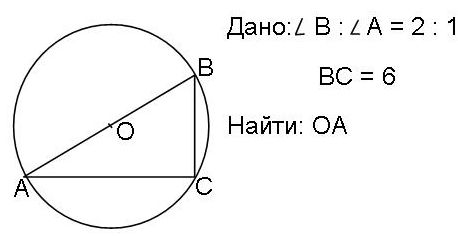 Дано:∠ B : ∠ A = 2 : 1
BC = 6
Найти: OA
B
O
A
C